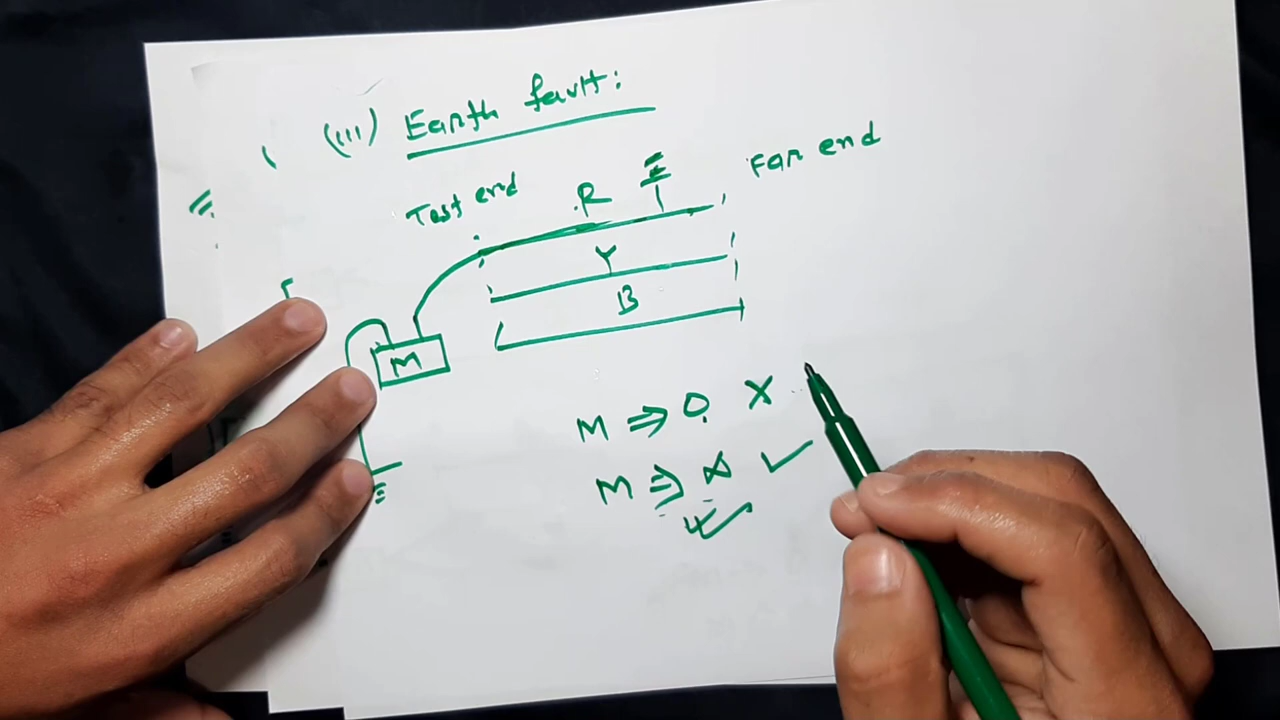 (iii) Earth fault:
Test end
R
Far end
Y
B
M
M ⇒ 0 X
M ⇒ ∞ ✓